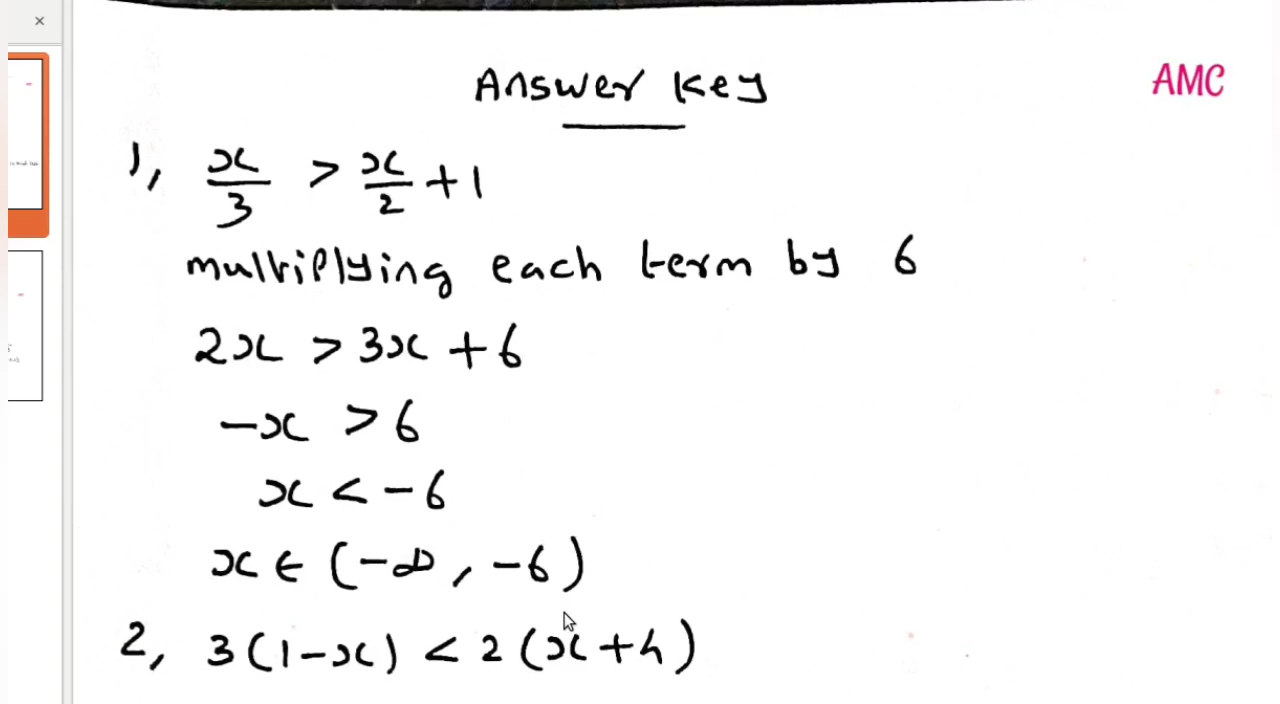 Answer Key
AMC
1, x/3 > x/2 + 1
multiplying each term by 6
2x > 3x + 6
-x > 6
x < -6
x ∈ (-∞, -6)
2, 3(1-x) < 2(x+4)